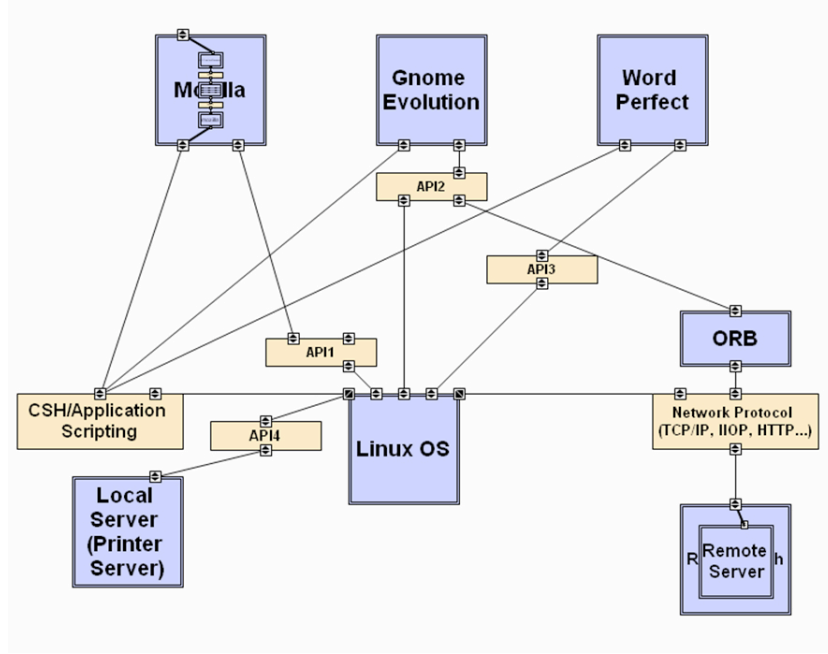 Gnome
Evolution
Word
Perfect
API2
API3
ORB
API1
CSH/Application
Scripting
Network Protocol
(TCP/IP, IIOP, HTTP...)
API4
Linux OS
Local
Server
(Printer
Server)
Remote
Server